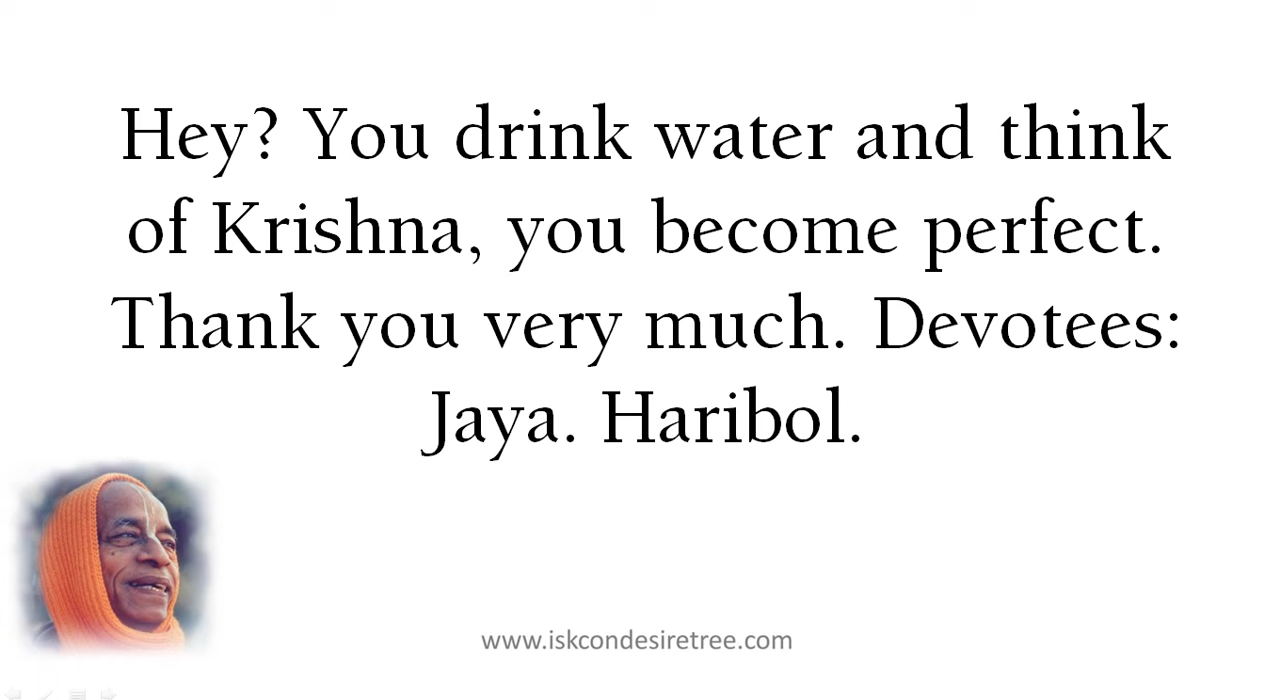 Hey? You drink water and think
of Krishna, you become perfect.
Thank you very much. Devotees:
Jaya. Haribol.
www.iskcondesiretree.com